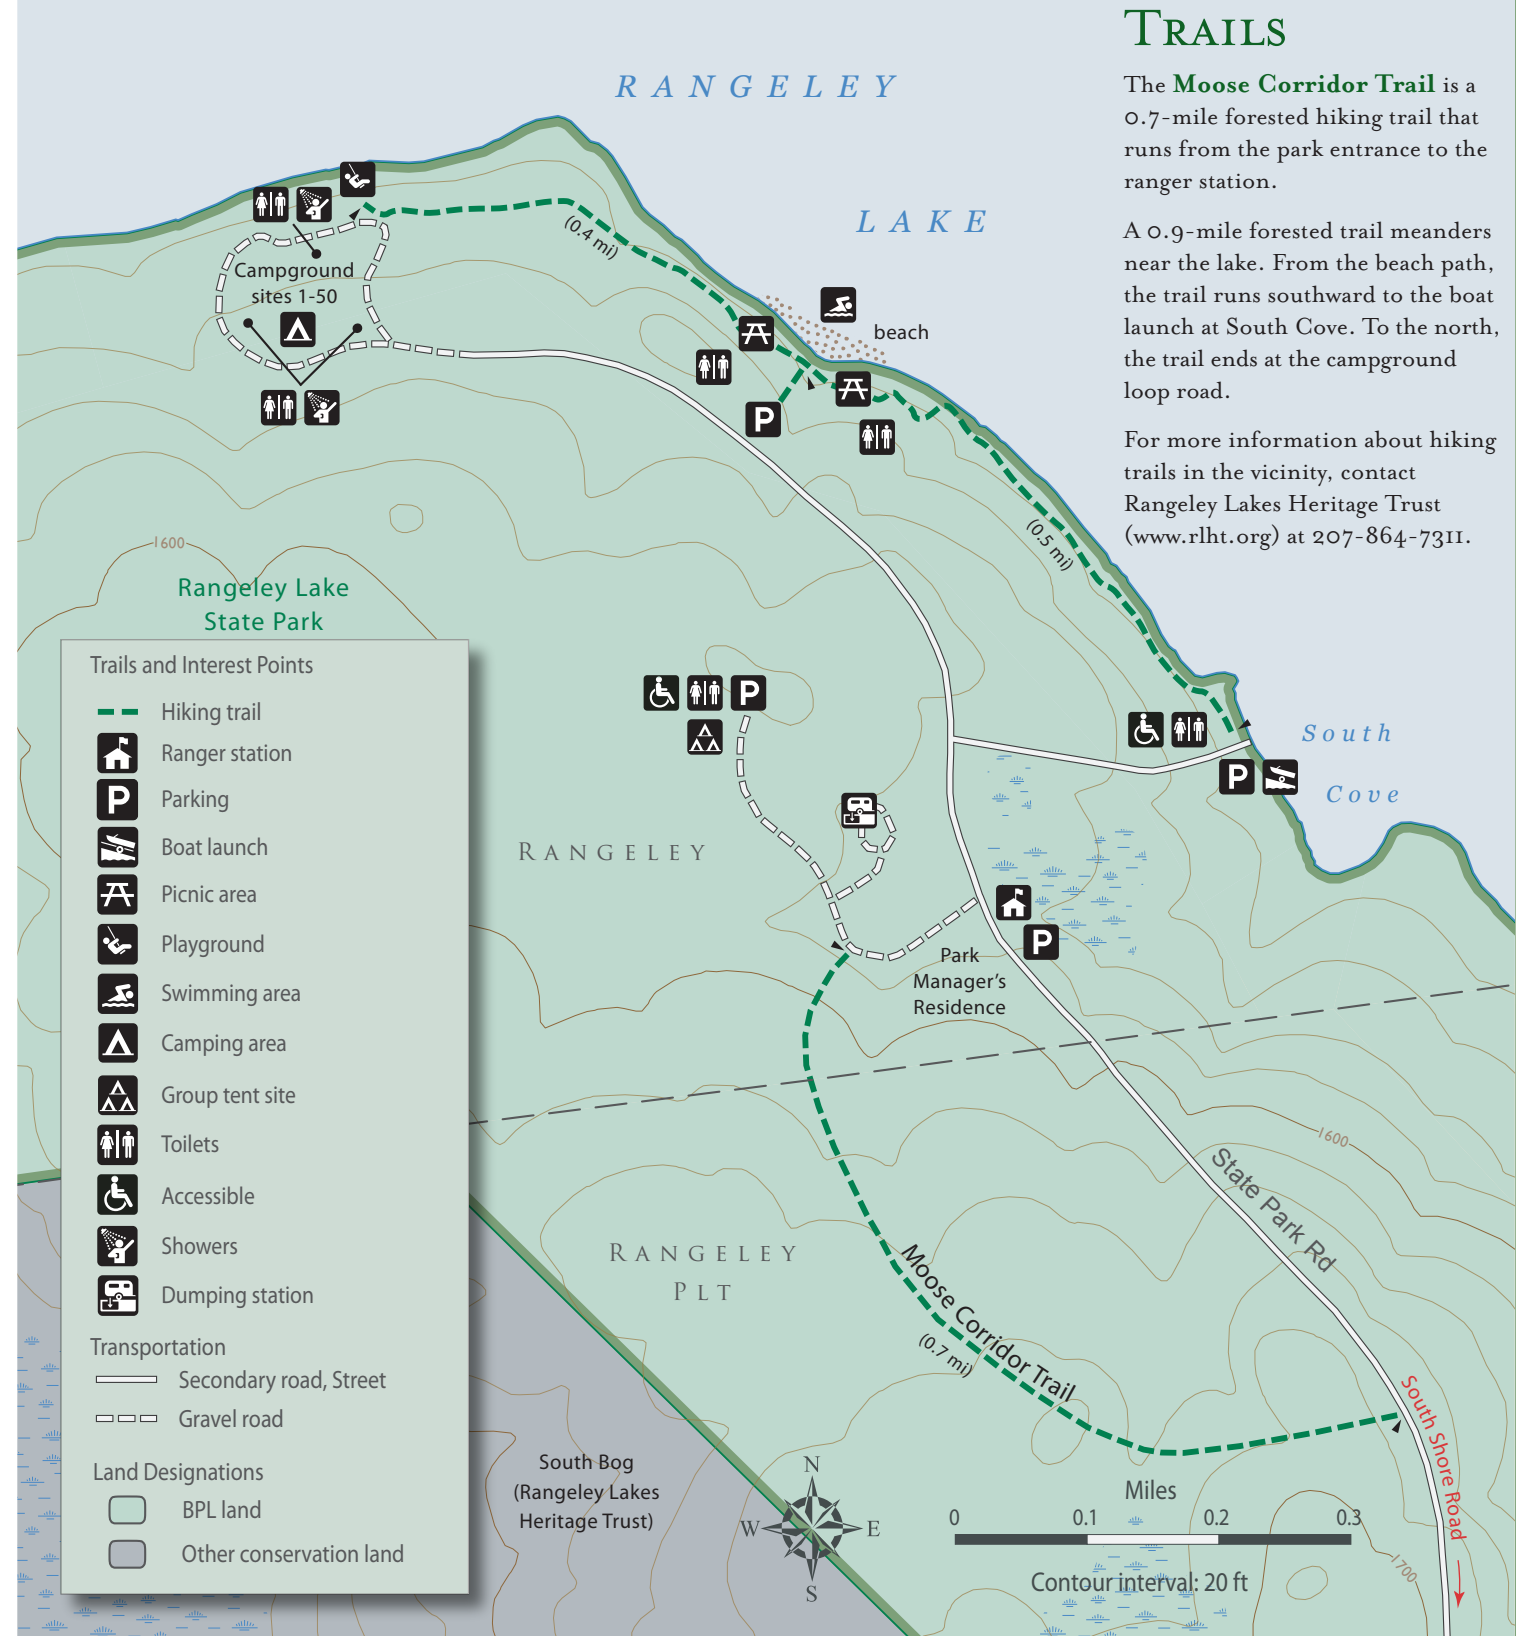 TRAILS
The Moose Corridor Trail is a
0.7-mile forested hiking trail that
runs from the park entrance to the
ranger station.
A 0.9-mile forested trail meanders
near the lake. From the beach path,
the trail runs southward to the boat
launch at South Cove. To the north,
the trail ends at the campground
loop road.
For more information about hiking
trails in the vicinity, contact
Rangeley Lakes Heritage Trust
(www.rlht.org) at 207-864-7311.
RANGELEY
LAKE
(0.4 mi)
Campground
sites 1-50
beach
P
(0.5 mi)
1600
Rangeley Lake
State Park
P
South
Cove
P
RANGELEY
P
Park
Manager's
Residence
1600
State Park Rd
RANGELEY
PLT
Moose Corridor Trail
(0.7 mi)
South Shore Road
1700
South Bog
(Rangeley Lakes
Heritage Trust)
N
W
E
S
Miles
0 0.1 0.2 0.3
Contour interval: 20 ft
Trails and Interest Points
Hiking trail
Ranger station
P Parking
Boat launch
Picnic area
Playground
Swimming area
Camping area
Group tent site
Toilets
Accessible
Showers
Dumping station
Transportation
Secondary road, Street
Gravel road
Land Designations
BPL land
Other conservation land